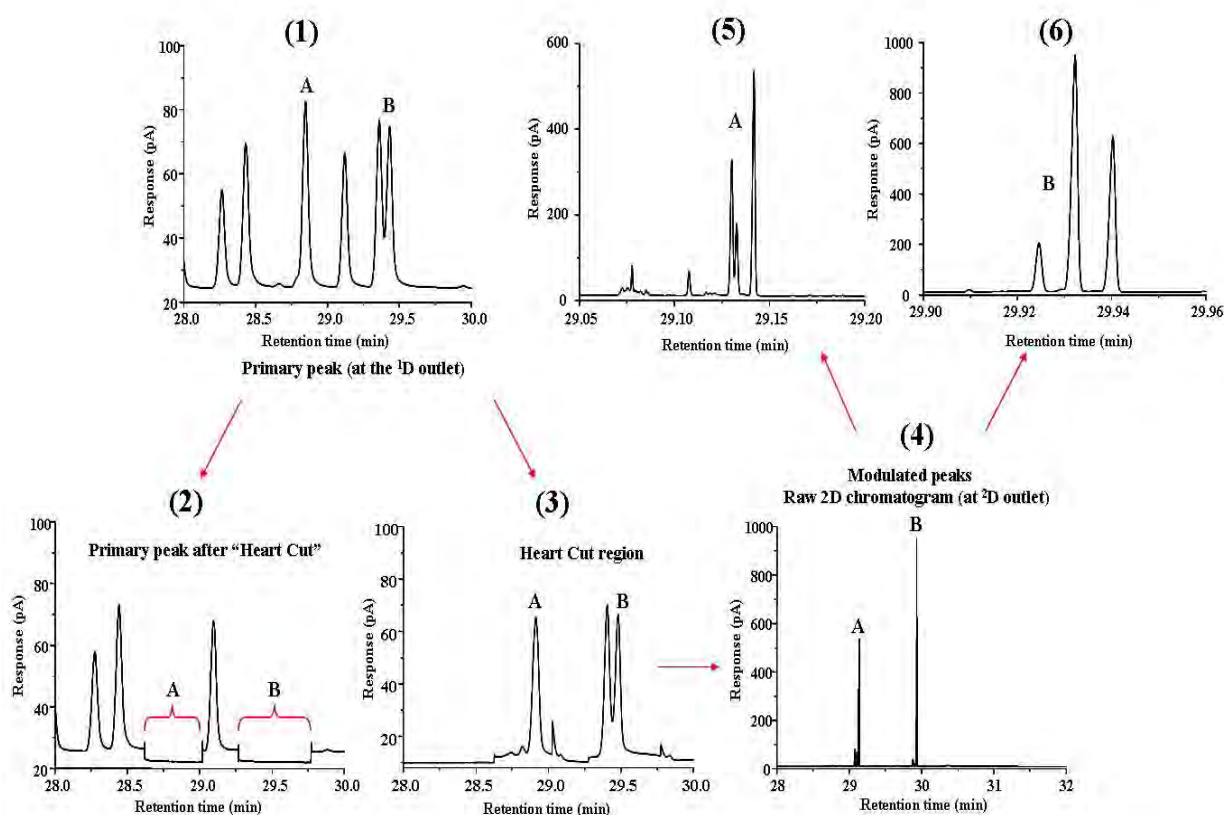 (1)
100
80
60
40
20
Response (pA)
A
B
28.0 28.5 29.0 29.5 30.0
Retention time (min)
Primary peak (at the ¹D outlet)
(5)
600
400
200
0
Response (pA)
A
29.05 29.10 29.15 29.20
Retention time (min)
(6)
1000
800
600
400
200
0
Response (pA)
B
29.90 29.92 29.94 29.96
Retention time (min)
(2)
Primary peak after “Heart Cut”
100
80
60
40
20
Response (pA)
A
B
28.0 28.5 29.0 29.5 30.0
Retention time (min)
(3)
Heart Cut region
100
80
60
40
20
Response (pA)
A
B
28.0 28.5 29.0 29.5 30.0
Retention time (min)
(4)
Modulated peaks
Raw 2D chromatogram (at ²D outlet)
1000
800
600
400
200
0
Response (pA)
A
B
28 29 30 31 32
Retention time (min)